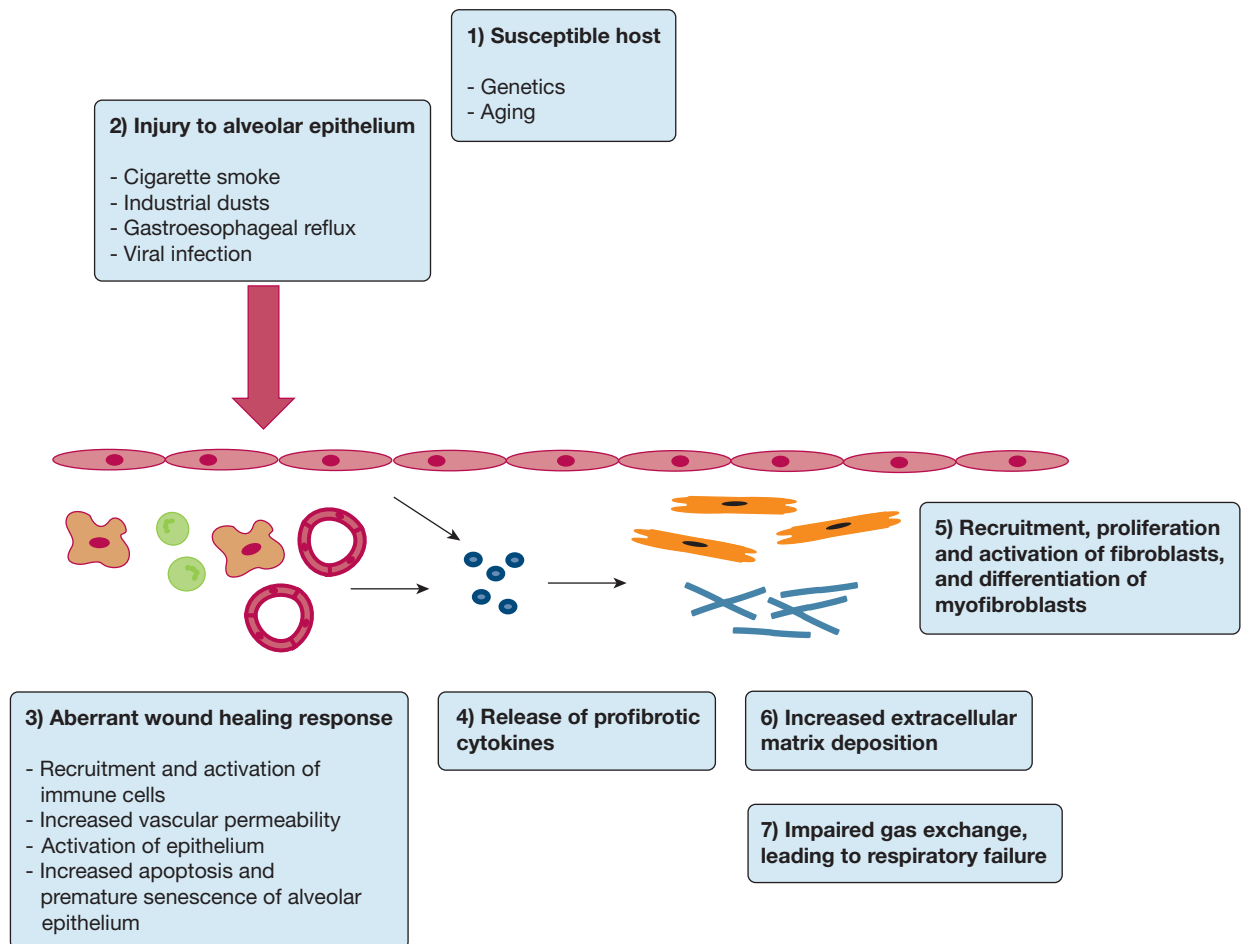 1) Susceptible host
- Genetics
- Aging
2) Injury to alveolar epithelium
- Cigarette smoke
- Industrial dusts
- Gastroesophageal reflux
- Viral infection
3) Aberrant wound healing response
- Recruitment and activation of
immune cells
- Increased vascular permeability
- Activation of epithelium
- Increased apoptosis and
premature senescence of alveolar
epithelium
4) Release of profibrotic
cytokines
5) Recruitment, proliferation
and activation of fibroblasts,
and differentiation of
myofibroblasts
6) Increased extracellular
matrix deposition
7) Impaired gas exchange,
leading to respiratory failure